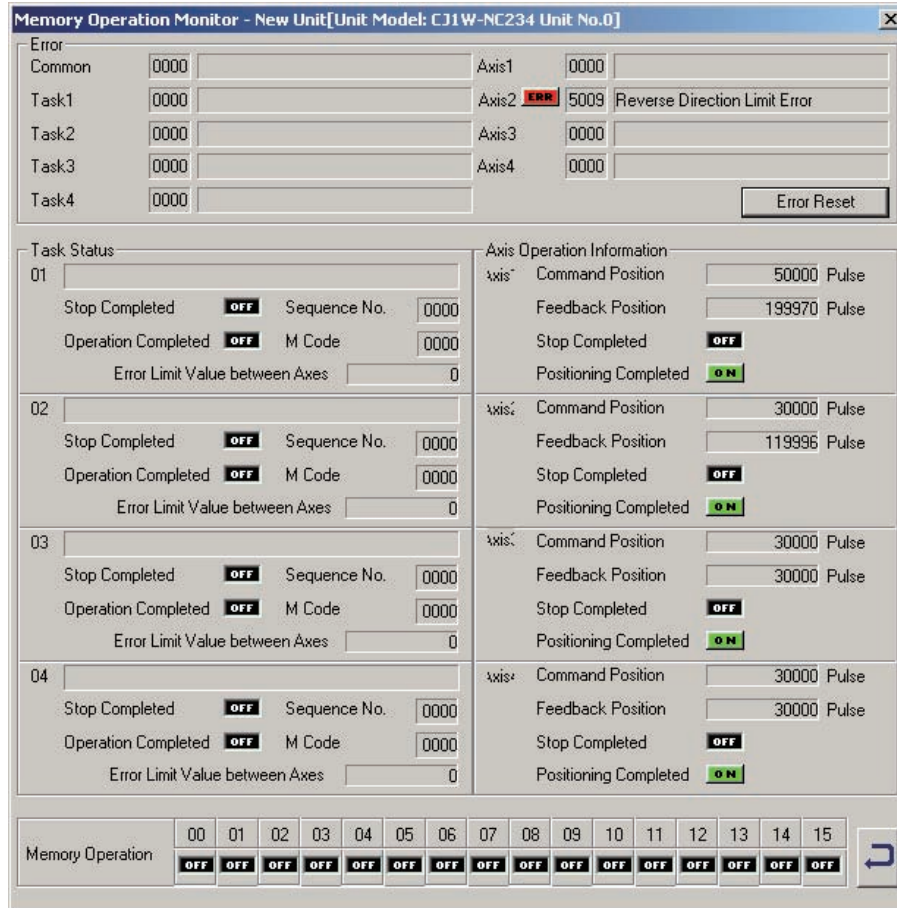 Memory Operation Monitor - New Unit[Unit Model: CJ1W-NC234 Unit No.0]
Error
Common 0000 Axis1 0000
Task1 0000 Axis2 ERR 5009 Reverse Direction Limit Error
Task2 0000 Axis3 0000
Task3 0000 Axis4 0000
Task4 0000 Error Reset
Task Status
01
Stop Completed OFF Sequence No. 0000
Operation Completed OFF M Code 0000
Error Limit Value between Axes 0
02
Stop Completed OFF Sequence No. 0000
Operation Completed OFF M Code 0000
Error Limit Value between Axes 0
03
Stop Completed OFF Sequence No. 0000
Operation Completed OFF M Code 0000
Error Limit Value between Axes 0
04
Stop Completed OFF Sequence No. 0000
Operation Completed OFF M Code 0000
Error Limit Value between Axes 0
Axis Operation Information
Command Position 50000 Pulse
Feedback Position 199970 Pulse
Stop Completed OFF
Positioning Completed ON
Command Position 30000 Pulse
Feedback Position 119996 Pulse
Stop Completed OFF
Positioning Completed ON
Command Position 30000 Pulse
Feedback Position 30000 Pulse
Stop Completed OFF
Positioning Completed ON
Command Position 30000 Pulse
Feedback Position 30000 Pulse
Stop Completed OFF
Positioning Completed ON
00 01 02 03 04 05 06 07 08 09 10 11 12 13 14 15
Memory Operation OFF OFF OFF OFF OFF OFF OFF OFF OFF OFF OFF OFF OFF OFF OFF OFF